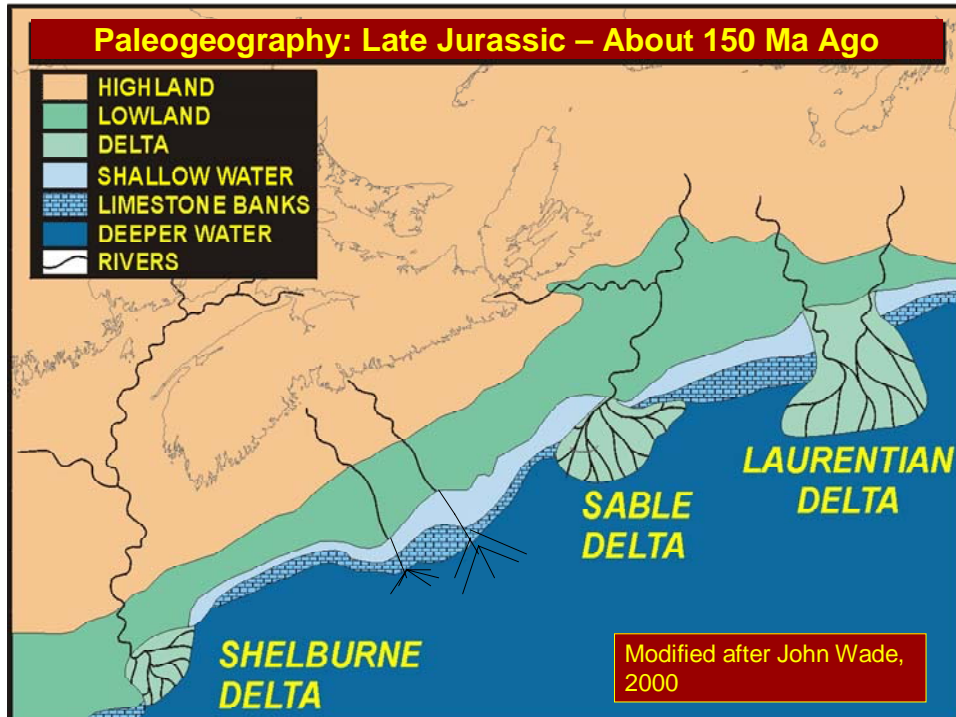 Paleogeography: Late Jurassic – About 150 Ma Ago
HIGHLAND
LOWLAND
DELTA
SHALLOW WATER
LIMESTONE BANKS
DEEPER WATER
RIVERS
LAURENTIAN
DELTA
SABLE
DELTA
SHELBURNE
DELTA
Modified after John Wade,
2000